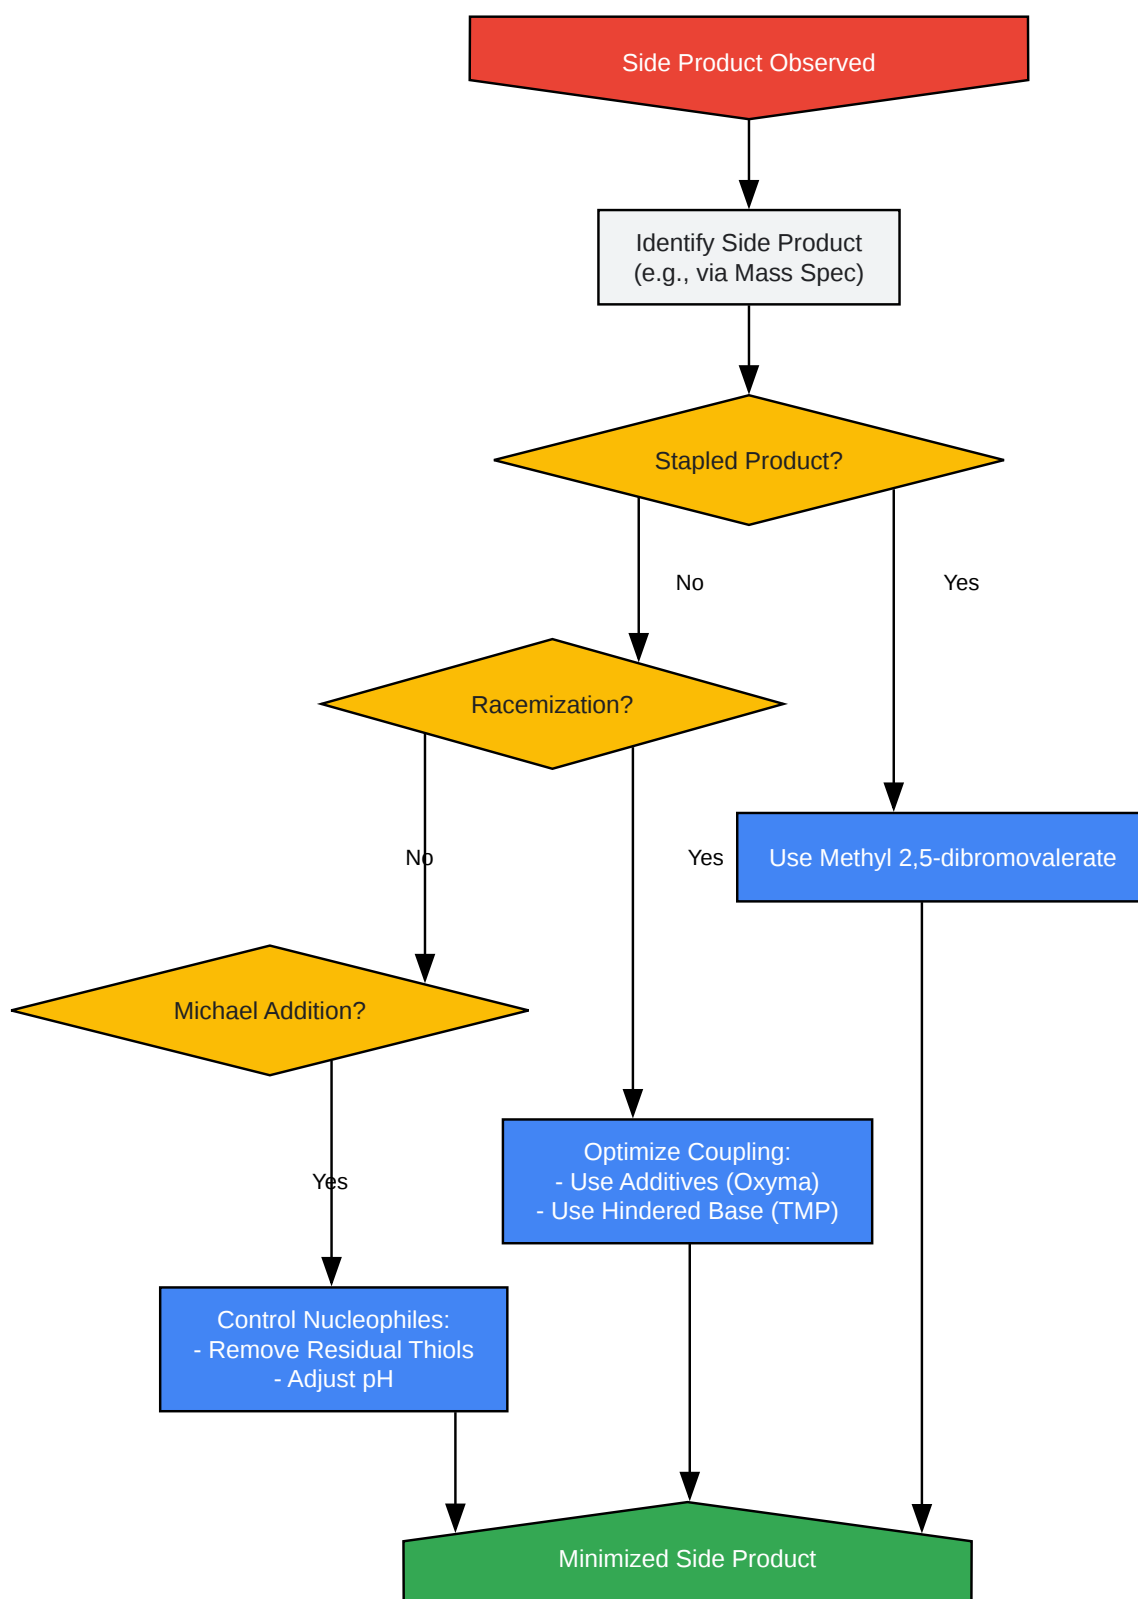 Side Product Observed
Identify Side Product
(e.g., via Mass Spec)
Stapled Product?
No
Yes
Racemization?
No
Yes
Use Methyl 2,5-dibromovalerate
Michael Addition?
Yes
Optimize Coupling:
- Use Additives (Oxyma)
- Use Hindered Base (TMP)
Control Nucleophiles:
- Remove Residual Thiols
- Adjust pH
Minimized Side Product